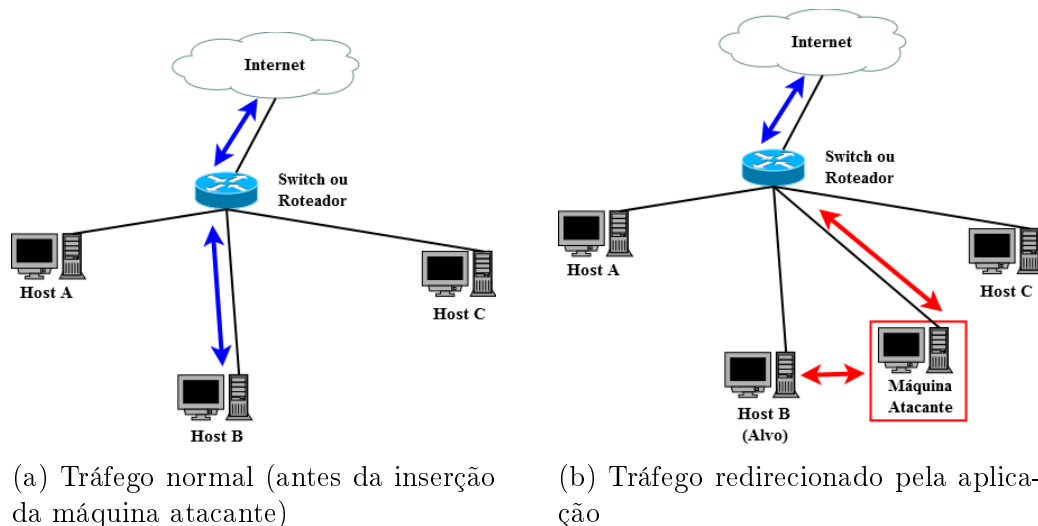 Internet
Switch ou
Roteador
Host A
Host C
Host B
(a) Tráfego normal (antes da inserção
da máquina atacante)
Internet
Switch ou
Roteador
Host A
Host C
Host B
(Alvo)
Máquina
Atacante
(b) Tráfego redirecionado pela aplica-
ção